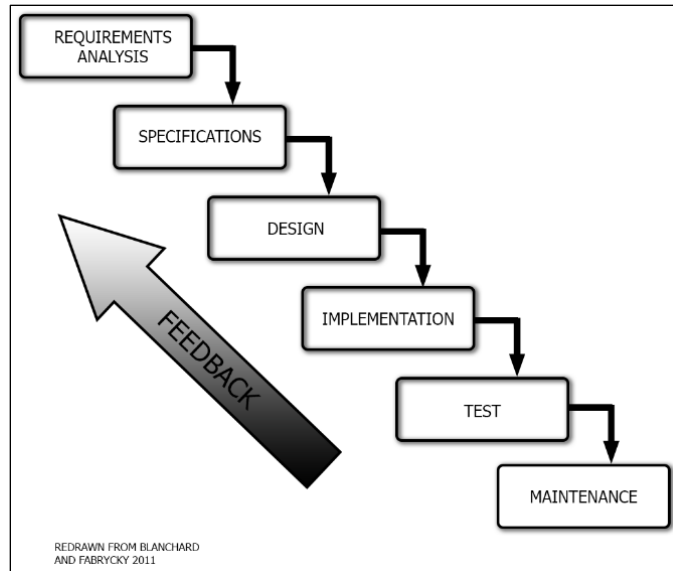 REQUIREMENTS
ANALYSIS
SPECIFICATIONS
DESIGN
IMPLEMENTATION
FEEDBACK
TEST
MAINTENANCE
REDRAWN FROM BLANCHARD
AND FABRYCKY 2011